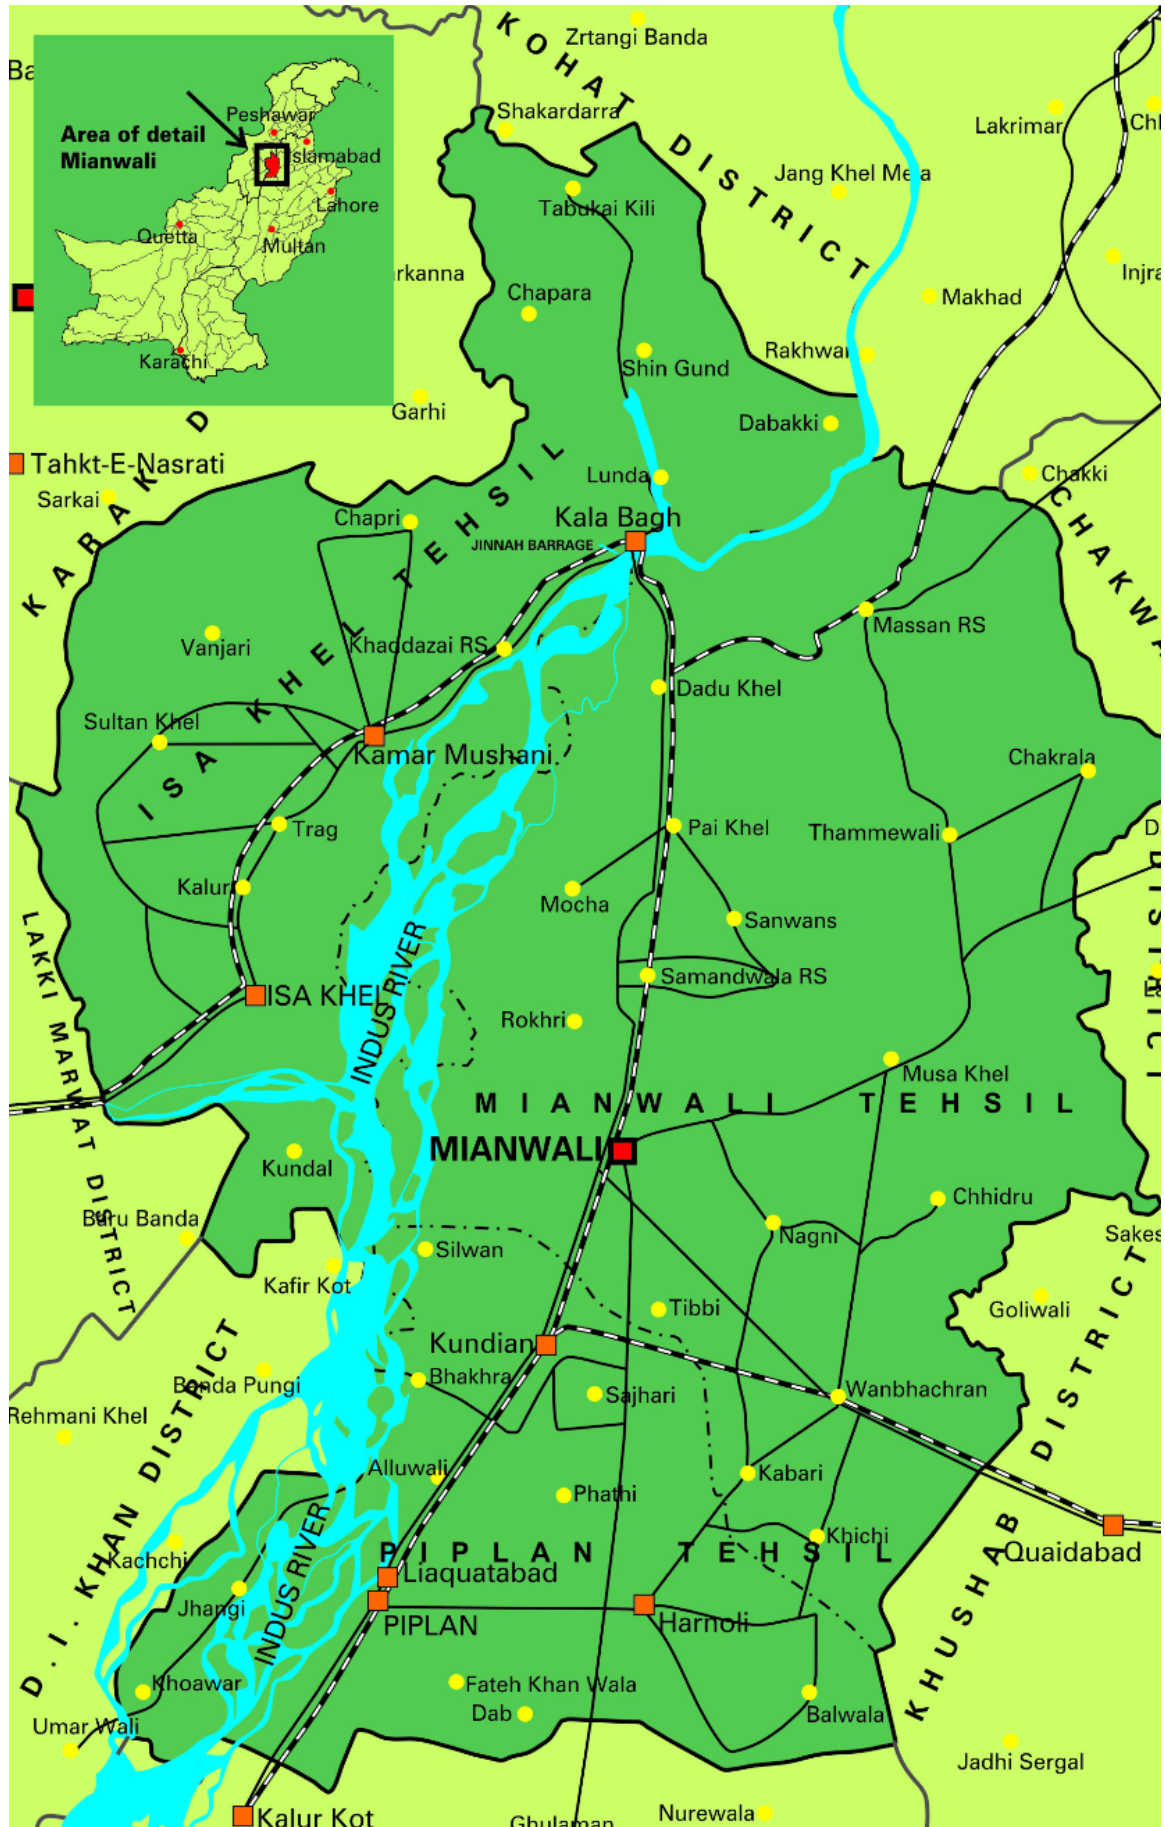 Zrtangi Banda
KOHAT DISTRICT
Shakardarra
Lakrimar
Jang Khel Mela
Tabukai Kili
Peshawar
Area of detail
Mianwali
Islamabad
Lahore
Quetta
Multan
Karachi
rkanna
Chapara
Makhad
Injra
Shin Gund
Rakhwan
Garhi
Dabakki
Tahkt-E-Nasrati
Sarkai
KARAK D
Lunda
Chakki
CHAKWA
DISTRICT
Chapri
Kala Bagh
JINNAH BARRAGE
ISA KHEL TEHSIL
Vanjari
Khaddazai RS
Massan RS
Dadu Khel
Sultan Khel
Kamar Mushani
Chakrala
Trag
Pai Khel
Thammewali
Kalur
Mocha
Sanwans
LAKKI MARWAT DISTRICT
ISA KHEL
INDUS RIVER
Samandwala RS
Rokhri
Musa Khel
MIANWALI TEHSIL
MIANWALI
Kundal
Chhidru
Baru Banda
Nagni
Sakes
Silwan
Kafir Kot
Tibbi
Goliwali
Kundian
Bhakhra
Sajhari
Wanbhachran
Banda Pungi
Rehmani Khel
D.I. KHAN DISTRICT
Alluwali
Kabari
Phathi
Khichi
KHUSHAB DISTRICT
Quaidabad
Kachchi
PIPLAN TEHSIL
Liaquatabad
INDUS RIVER
Jhangi
PIPLAN
Harnoli
Khoawar
Fateh Khan Wala
Dab
Balwala
Umar Wali
Jadhi Sergal
Kalur Kot
Ghulaman
Nurewala